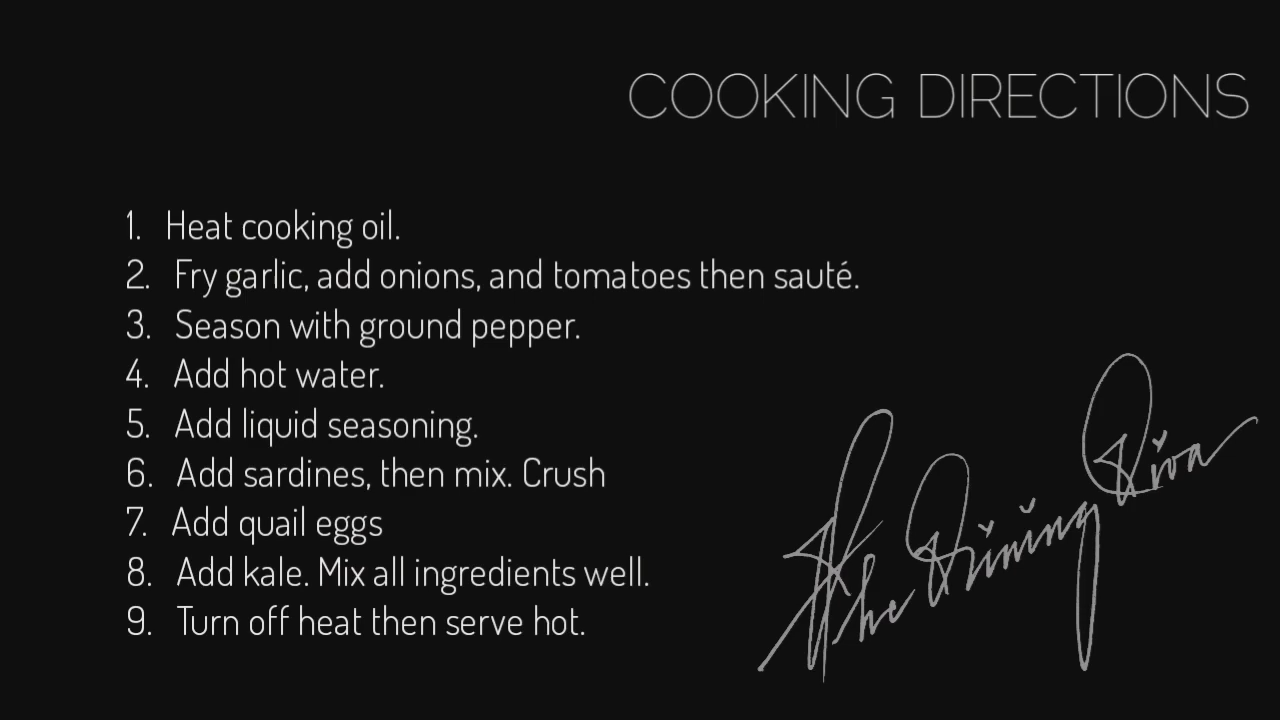 COOKING DIRECTIONS
1. Heat cooking oil.
2. Fry garlic, add onions, and tomatoes then sauté.
3. Season with ground pepper.
4. Add hot water.
5. Add liquid seasoning.
6. Add sardines, then mix. Crush
7. Add quail eggs
8. Add kale. Mix all ingredients well.
9. Turn off heat then serve hot.
The Dining Diva